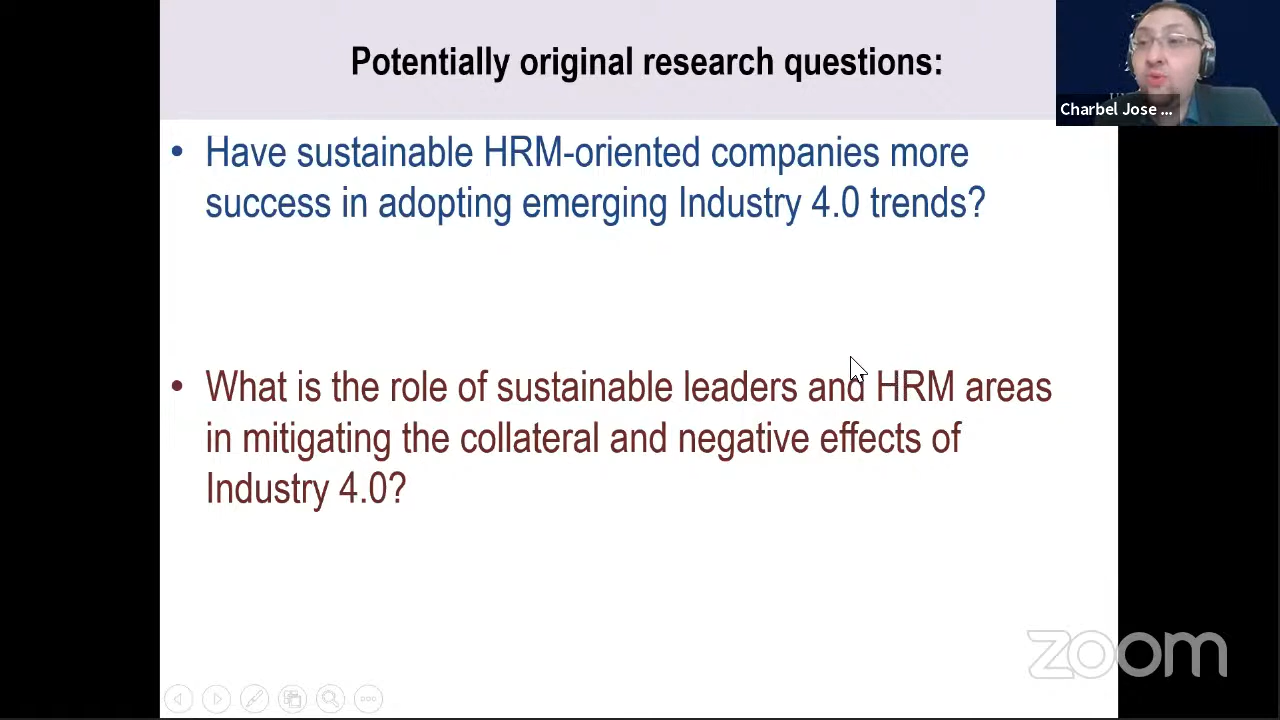 Potentially original research questions:
Charbel Jose ...
• Have sustainable HRM-oriented companies more
success in adopting emerging Industry 4.0 trends?
• What is the role of sustainable leaders and HRM areas
in mitigating the collateral and negative effects of
Industry 4.0?
zoom